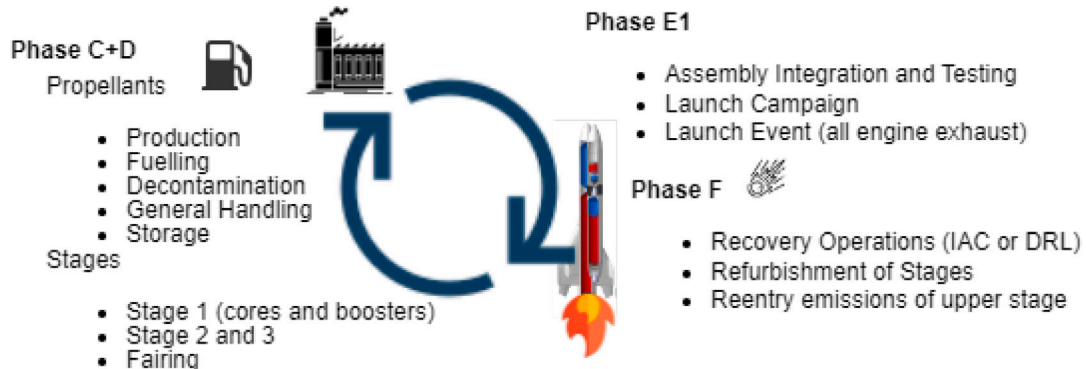 Phase C+D
Propellants
Production
Fuelling
Decontamination
General Handling
Storage
Stages
Stage 1 (cores and boosters)
Stage 2 and 3
Fairing
Phase E1
Assembly Integration and Testing
Launch Campaign
Launch Event (all engine exhaust)
Phase F
Recovery Operations (IAC or DRL)
Refurbishment of Stages
Reentry emissions of upper stage